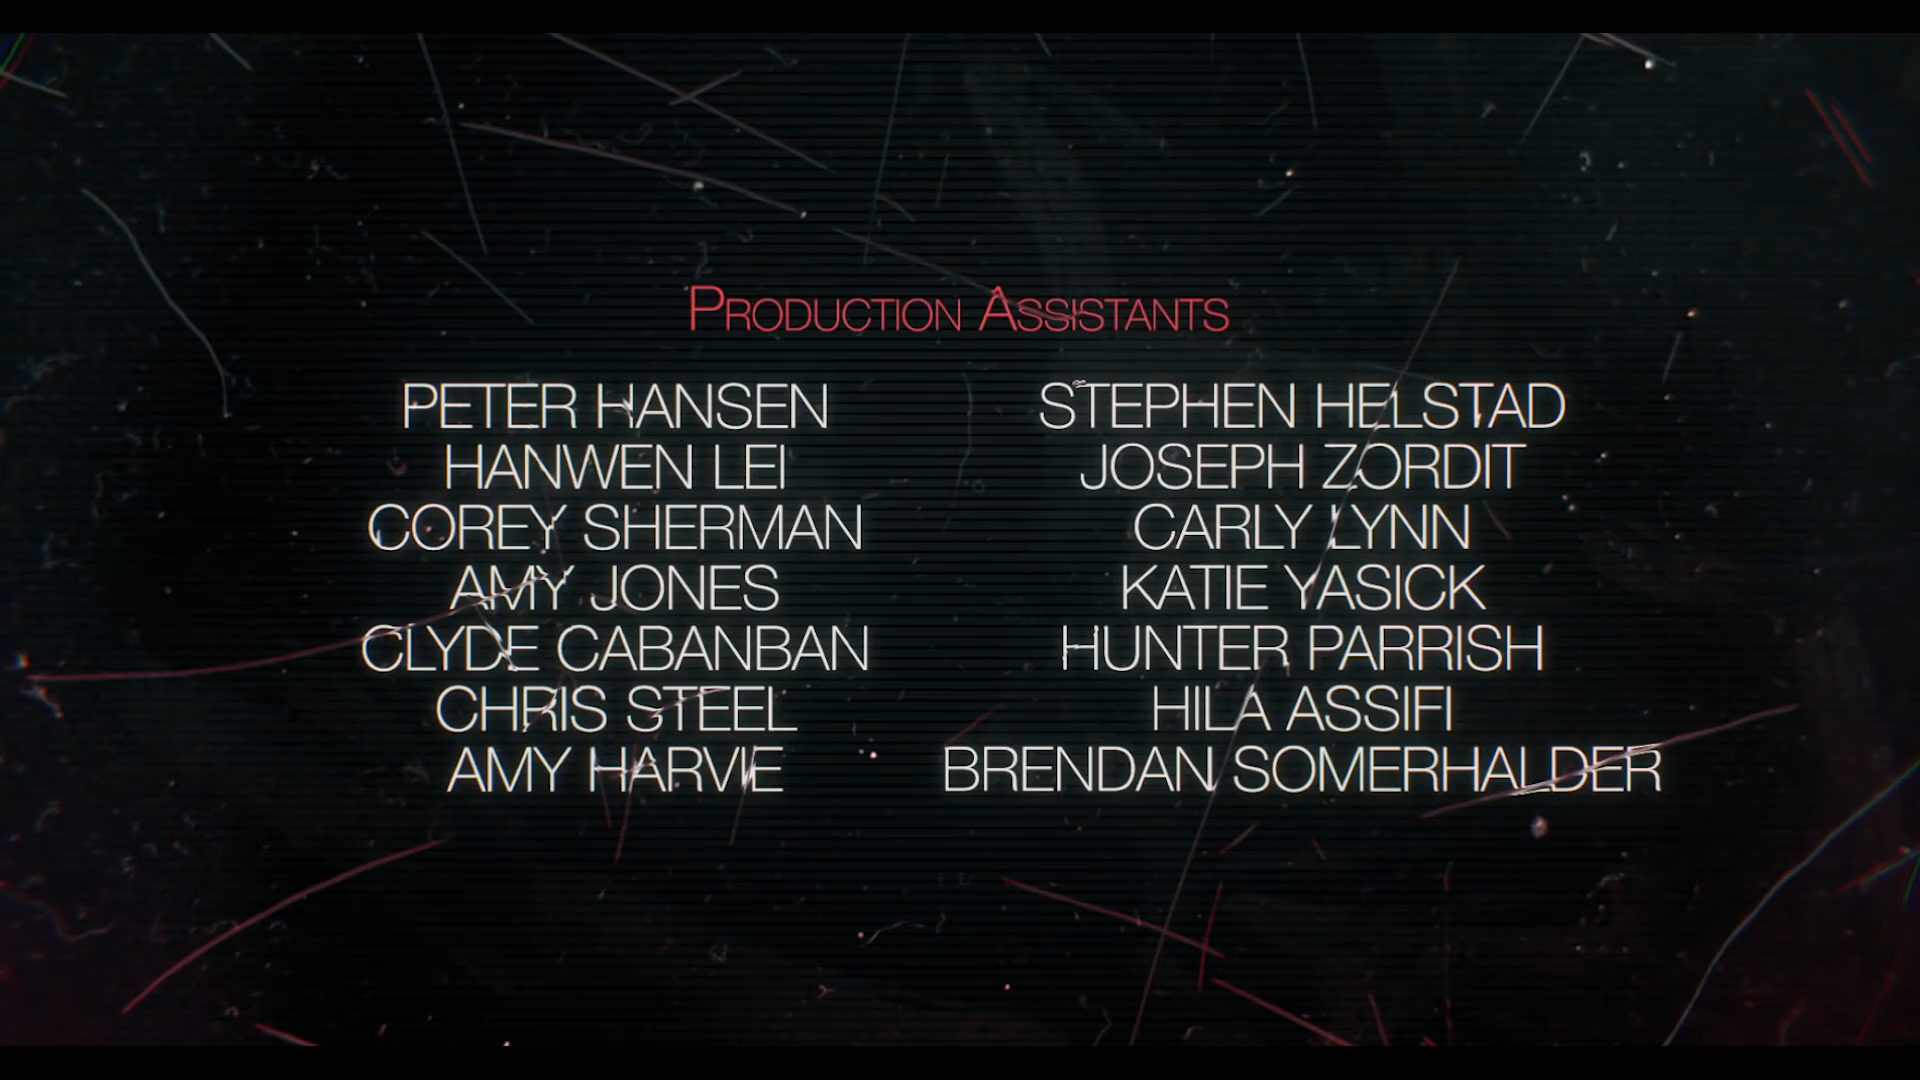 PRODUCTION ASSISTANTS
PETER HANSEN
HANWEN LEI
COREY SHERMAN
AMY JONES
CLYDE CABANBAN
CHRIS STEEL
AMY HARVIE
STEPHEN HELSTAD
JOSEPH ZORDIT
CARLY LYNN
KATIE YASICK
HUNTER PARRISH
HILA ASSIFI
BRENDAN SOMERHALDER